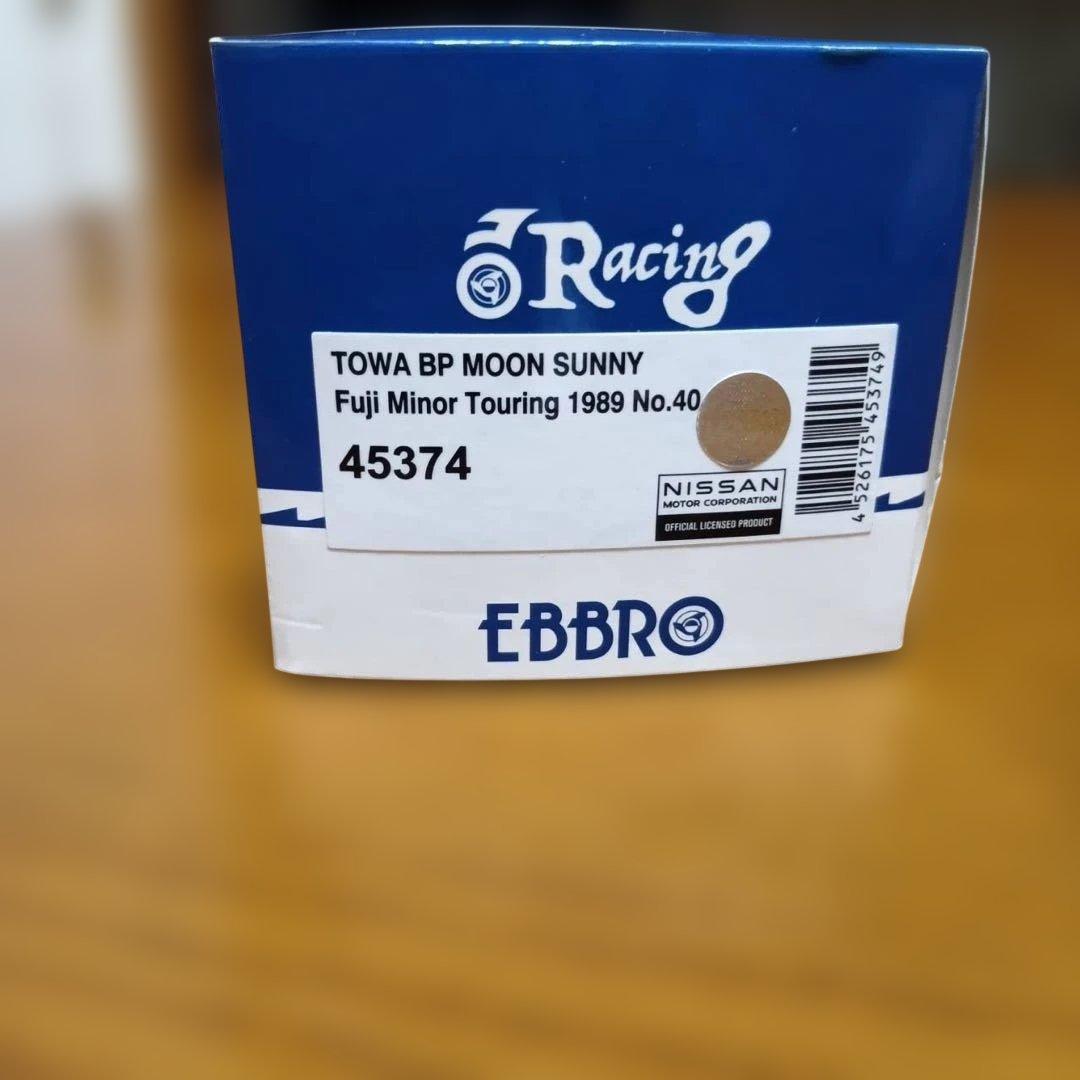 Racing
TOWA BP MOON SUNNY
Fuji Minor Touring 1989 No.40
45374
NISSAN
MOTOR CORPORATION
OFFICIAL LICENSED PRODUCT
4 526175 453749
EBBRO